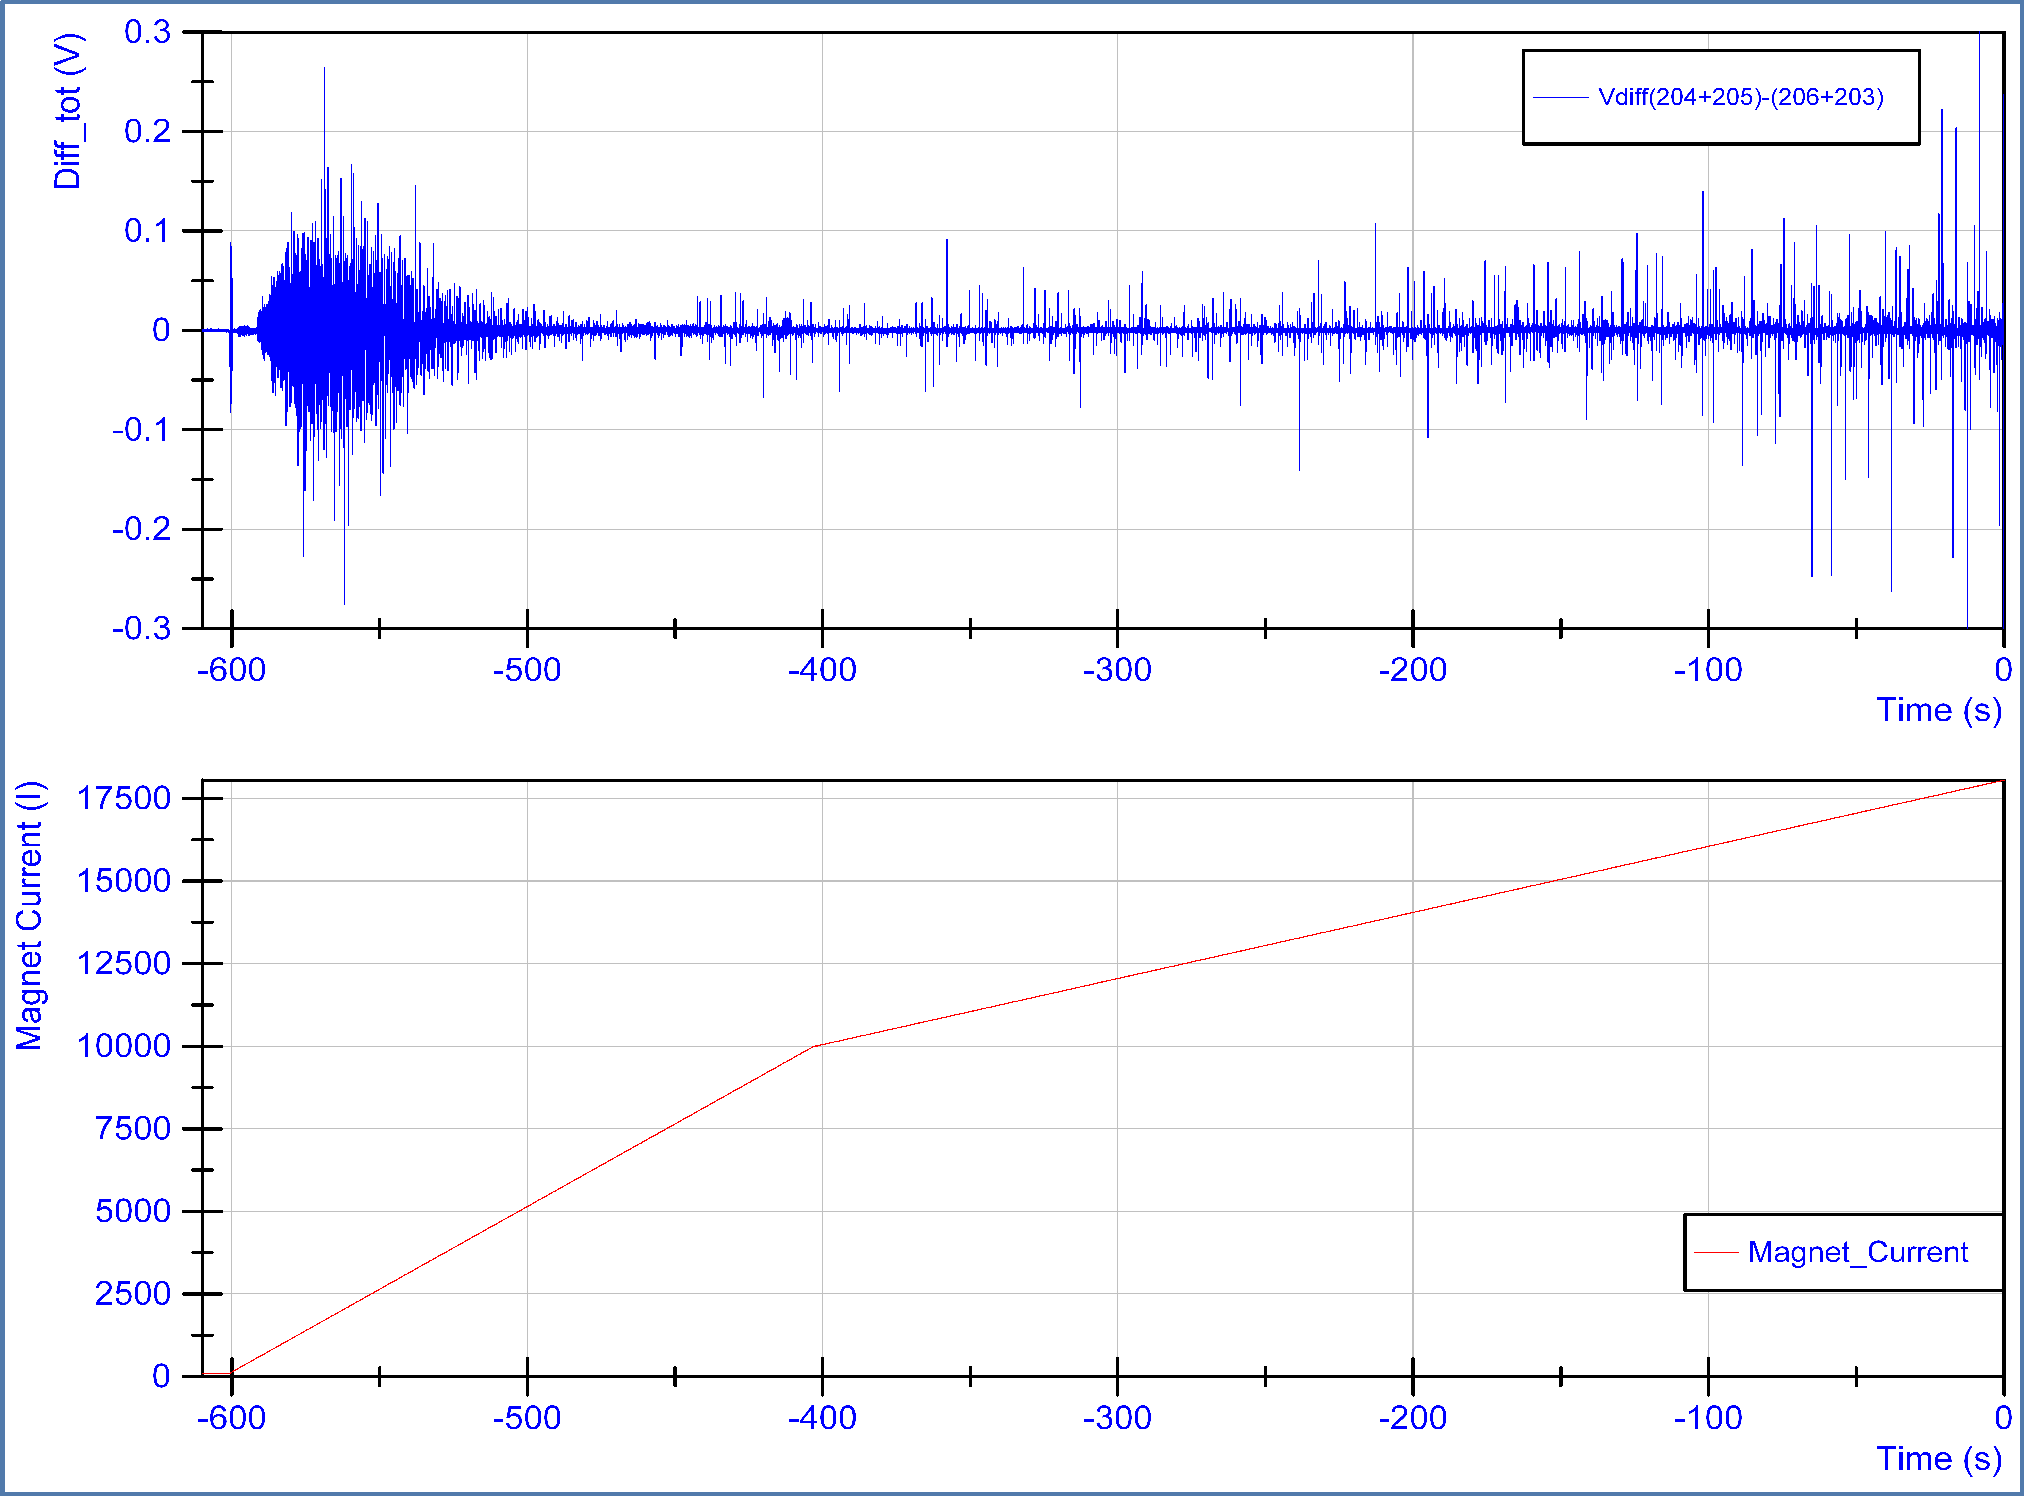 Diff_tot (V)
0.3
0.2
0.1
0
-0.1
-0.2
-0.3
Vdiff(204+205)-(206+203)
-600 -500 -400 -300 -200 -100 0
Time (s)
Magnet Current (I)
17500
15000
12500
10000
7500
5000
2500
0
Magnet_Current
-600 -500 -400 -300 -200 -100 0
Time (s)